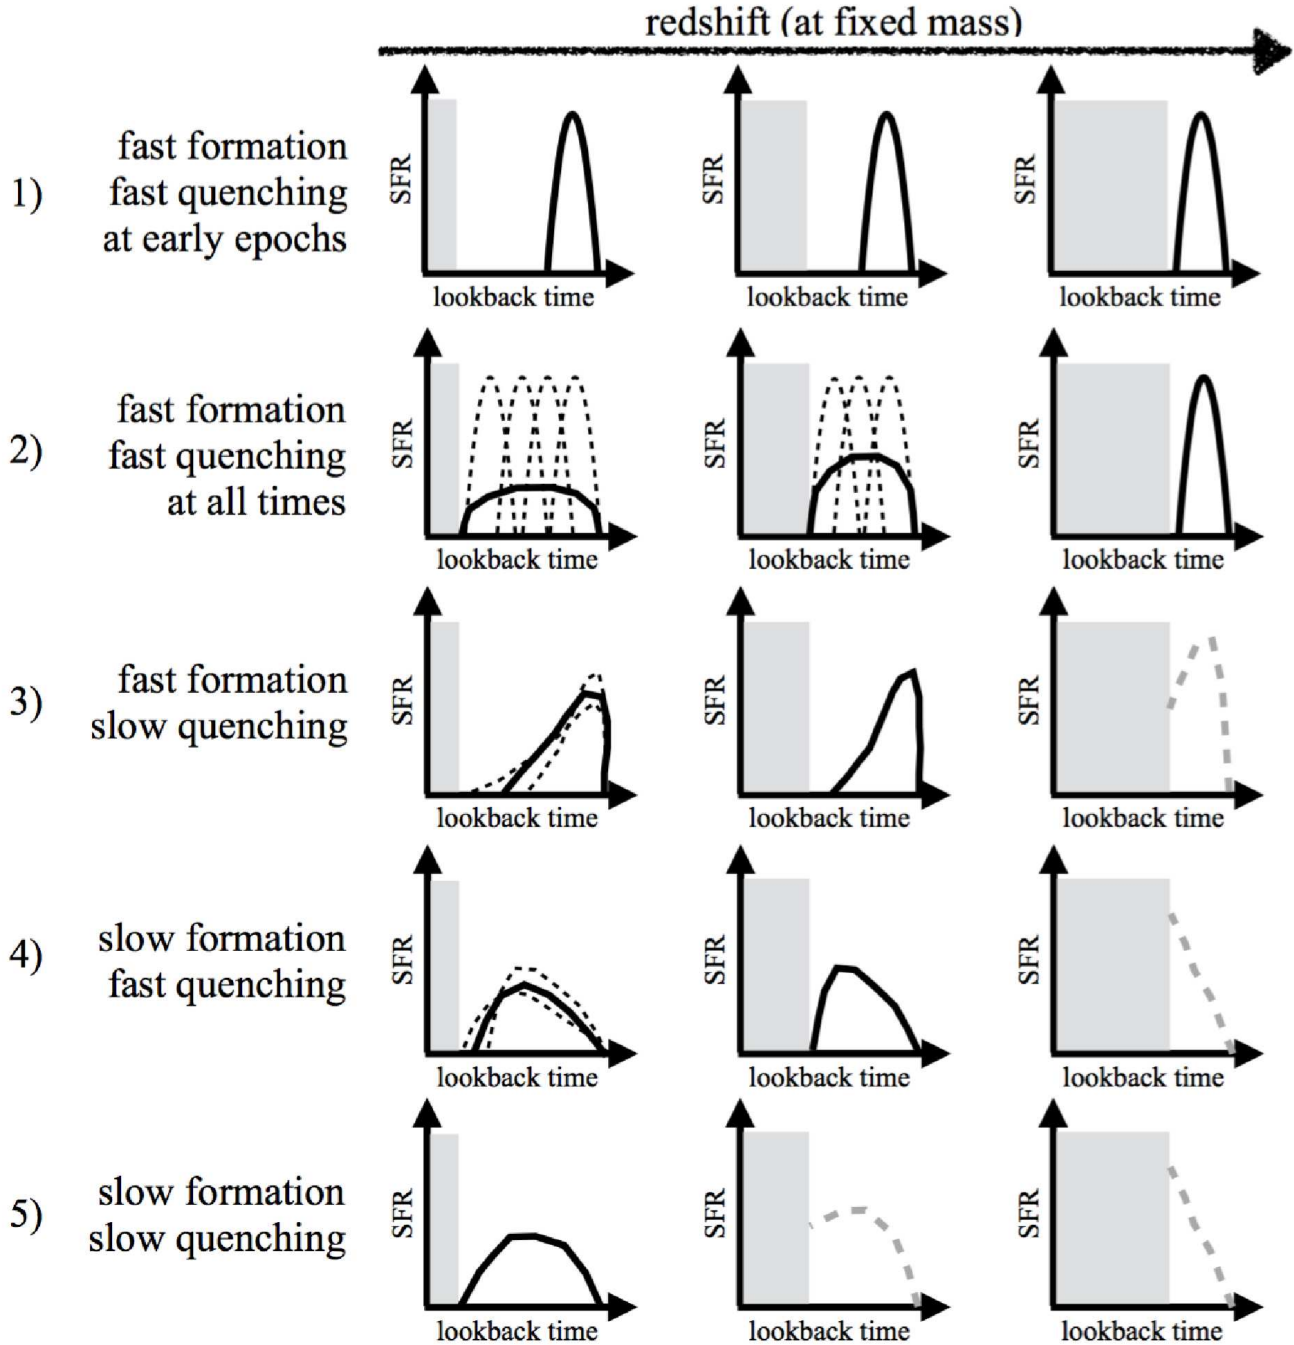 redshift (at fixed mass)
1)
fast formation
fast quenching
at early epochs
SFR
lookback time
SFR
lookback time
SFR
lookback time
2)
fast formation
fast quenching
at all times
SFR
lookback time
SFR
lookback time
SFR
lookback time
3)
fast formation
slow quenching
SFR
lookback time
SFR
lookback time
SFR
lookback time
4)
slow formation
fast quenching
SFR
lookback time
SFR
lookback time
SFR
lookback time
5)
slow formation
slow quenching
SFR
lookback time
SFR
lookback time
SFR
lookback time